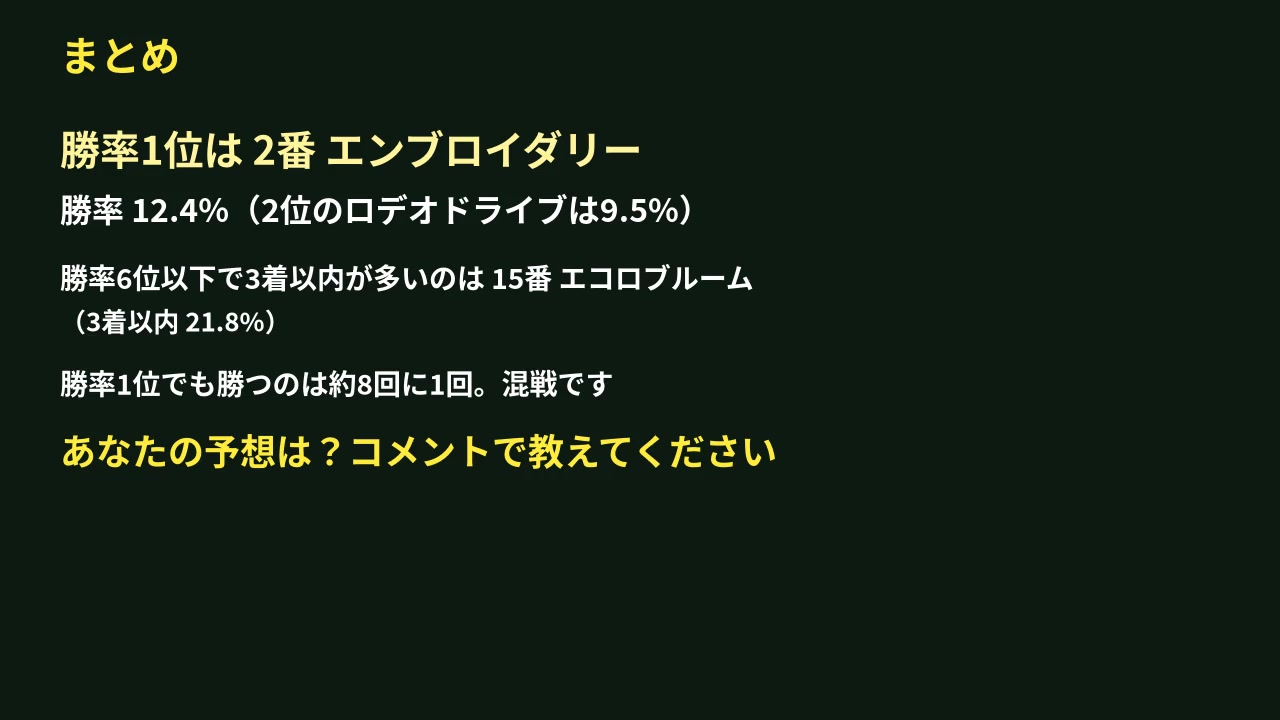 まとめ
勝率1位は 2番 エンブロイダリー
勝率 12.4%（2位のロデオドライブは9.5%）
勝率6位以下で3着以内が多いのは 15番 エコロブルーム
（3着以内 21.8%）
勝率1位でも勝つのは約8回に1回。混戦です
あなたの予想は？コメントで教えてください